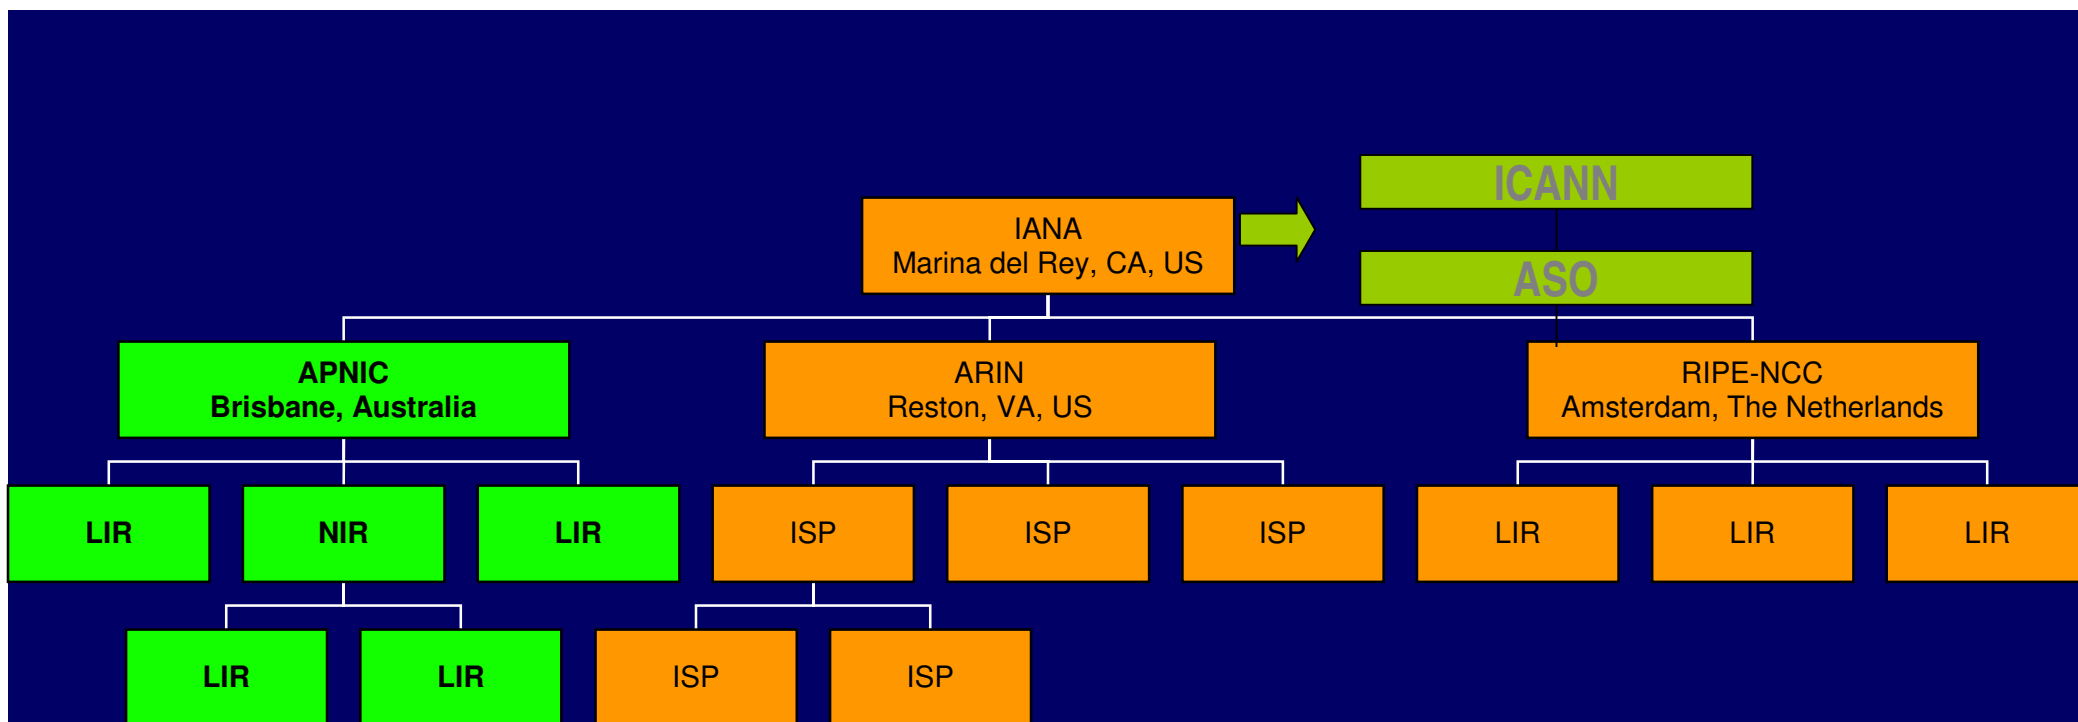 ICANN
IANA
Marina del Rey, CA, US
ASO
APNIC
Brisbane, Australia
ARIN
Reston, VA, US
RIPE-NCC
Amsterdam, The Netherlands
LIR
NIR
LIR
ISP
ISP
ISP
LIR
LIR
LIR
LIR
LIR
ISP
ISP